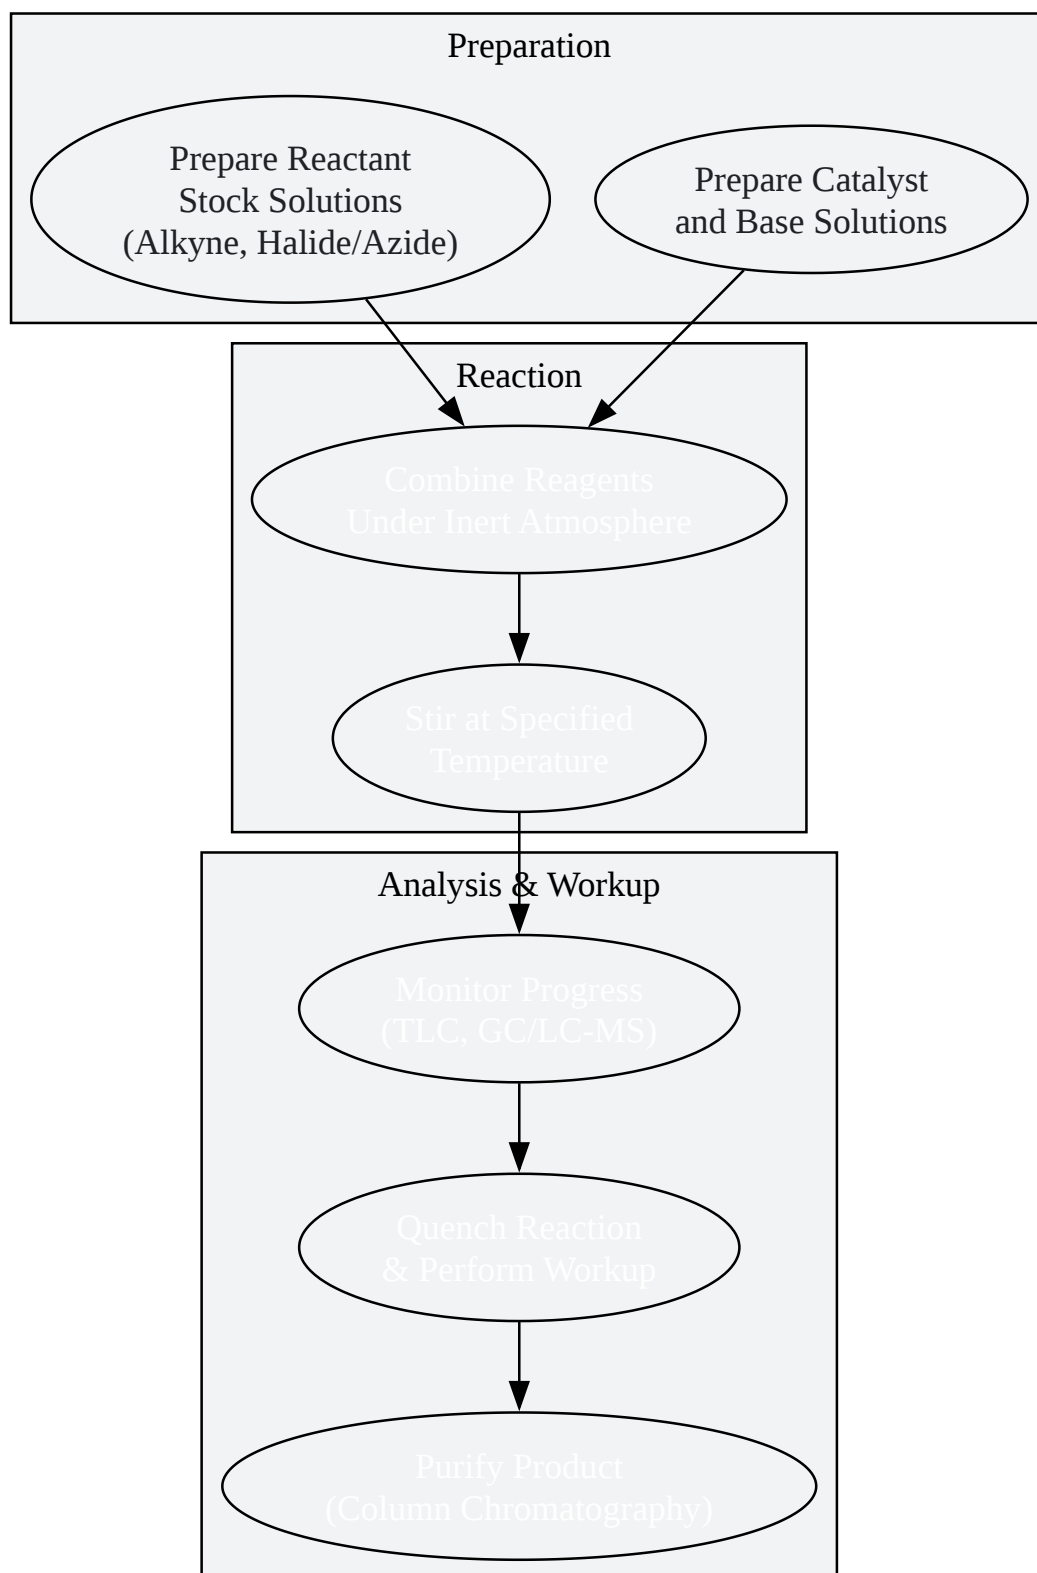 Preparation
Prepare Reactant
Stock Solutions
(Alkyne, Halide/Azide)
Prepare Catalyst
and Base Solutions
Reaction
Combine Reagents
Under Inert Atmosphere
Stir at Specified
Temperature
Analysis & Workup
Monitor Progress
(TLC, GC/LC-MS)
Quench Reaction
& Perform Workup
Purify Product
(Column Chromatography)